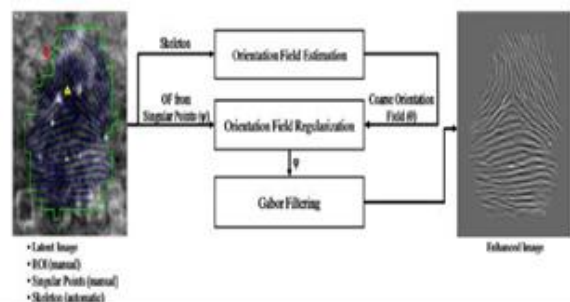 Skeleton
Orientation Field Estimation
OF from
Singular Points (ψ)
Coarse Orientation
Field (θ)
Orientation Field Regularization
φ
Gabor Filtering
• Latent Image
• ROI (manual)
• Singular Points (manual)
• Skeleton (automatic)
Enhanced Image